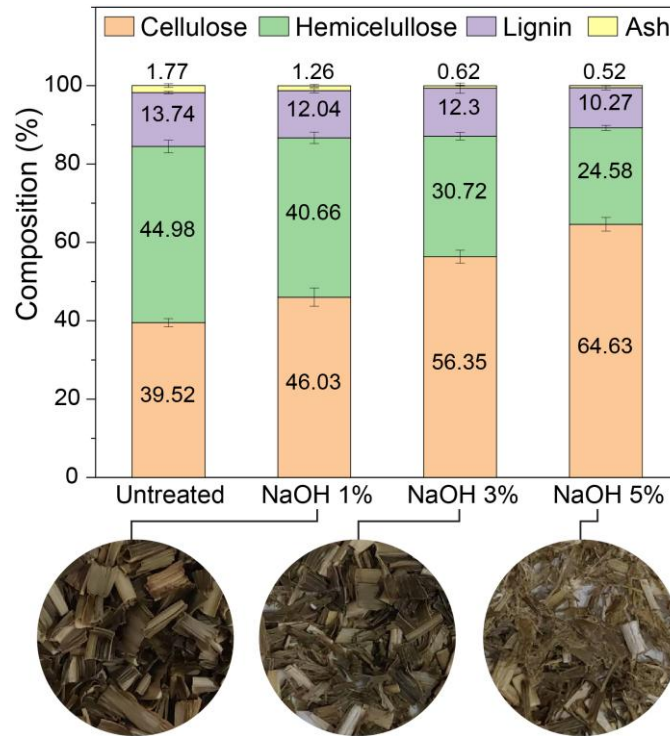 Cellulose Hemicelullose Lignin Ash
Composition (%)
100
80
60
40
20
0
1.77 1.26 0.62 0.52
13.74 12.04 12.3 10.27
44.98 40.66 30.72 24.58
39.52 46.03 56.35 64.63
Untreated NaOH 1% NaOH 3% NaOH 5%